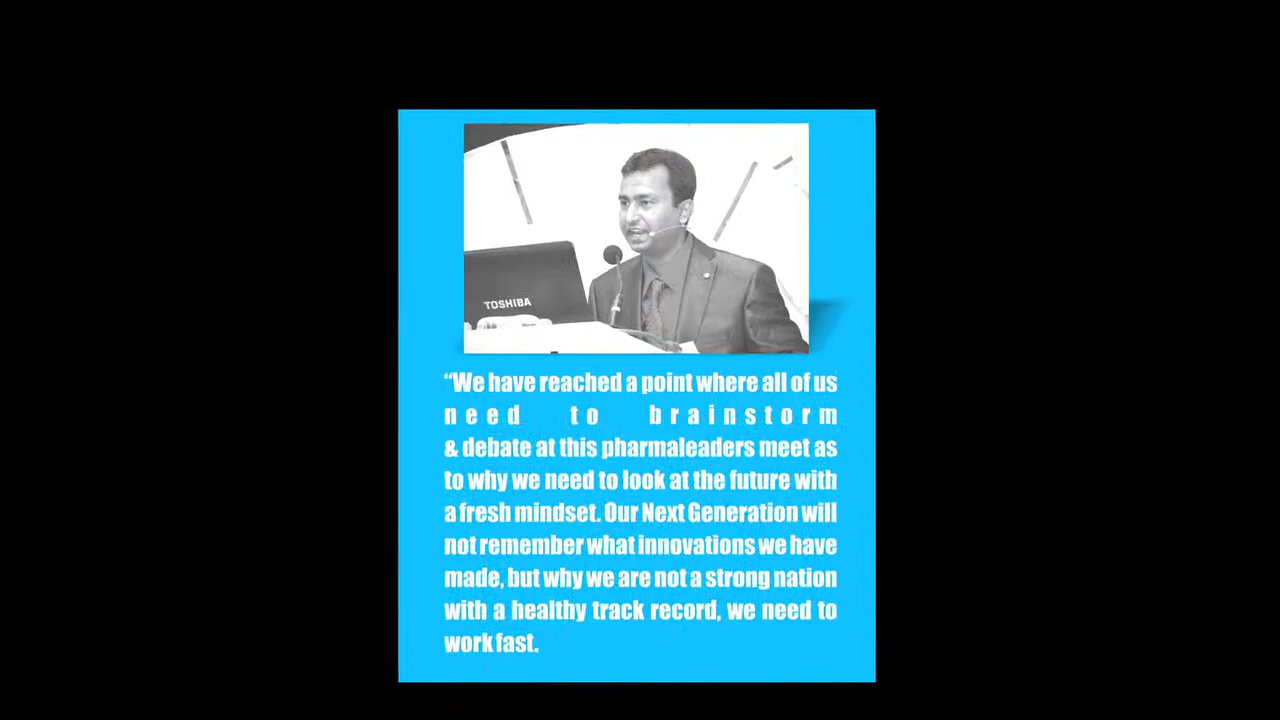 TOSHIBA
“We have reached a point where all of us
need to brainstorm
& debate at this pharmaleaders meet as
to why we need to look at the future with
a fresh mindset. Our Next Generation will
not remember what innovations we have
made, but why we are not a strong nation
with a healthy track record, we need to
work fast.